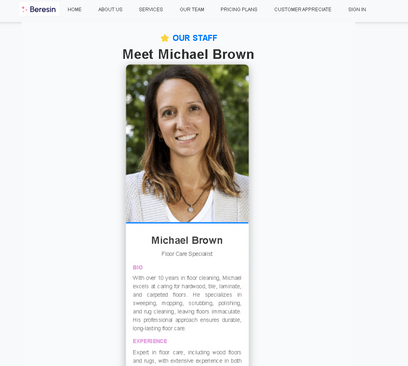 Beresin HOME ABOUT US SERVICES OUR TEAM PRICING PLANS CUSTOMER APPRECIATE SIGN IN
OUR STAFF
Meet Michael Brown
Michael Brown
Floor Care Specialist
BIO
With over 10 years in floor cleaning, Michael
excels at caring for hardwood, tile, laminate,
and carpeted floors. He specializes in
sweeping, mopping, scrubbing, polishing,
and rug cleaning, leaving floors immaculate.
His professional approach ensures durable,
long-lasting floor care.
EXPERIENCE
Expert in floor care, including wood floors
and rugs, with extensive experience in both